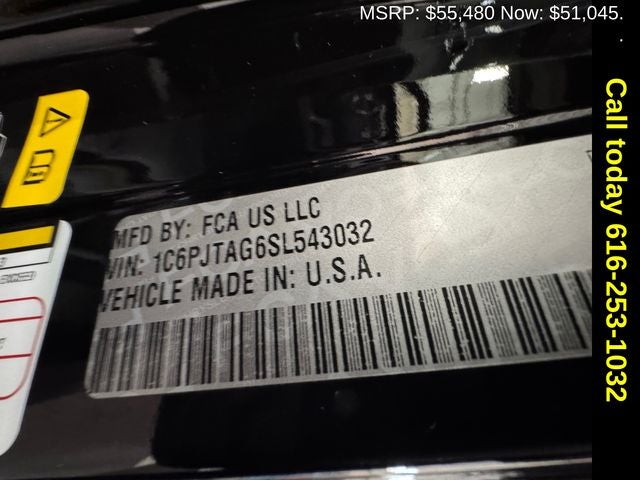 MSRP: $55,480 Now: $51,045.
Call today 616-253-1032
MFD BY: FCA US LLC
VIN: 1C6PJTAG6SL543032
VEHICLE MADE IN: U.S.A.